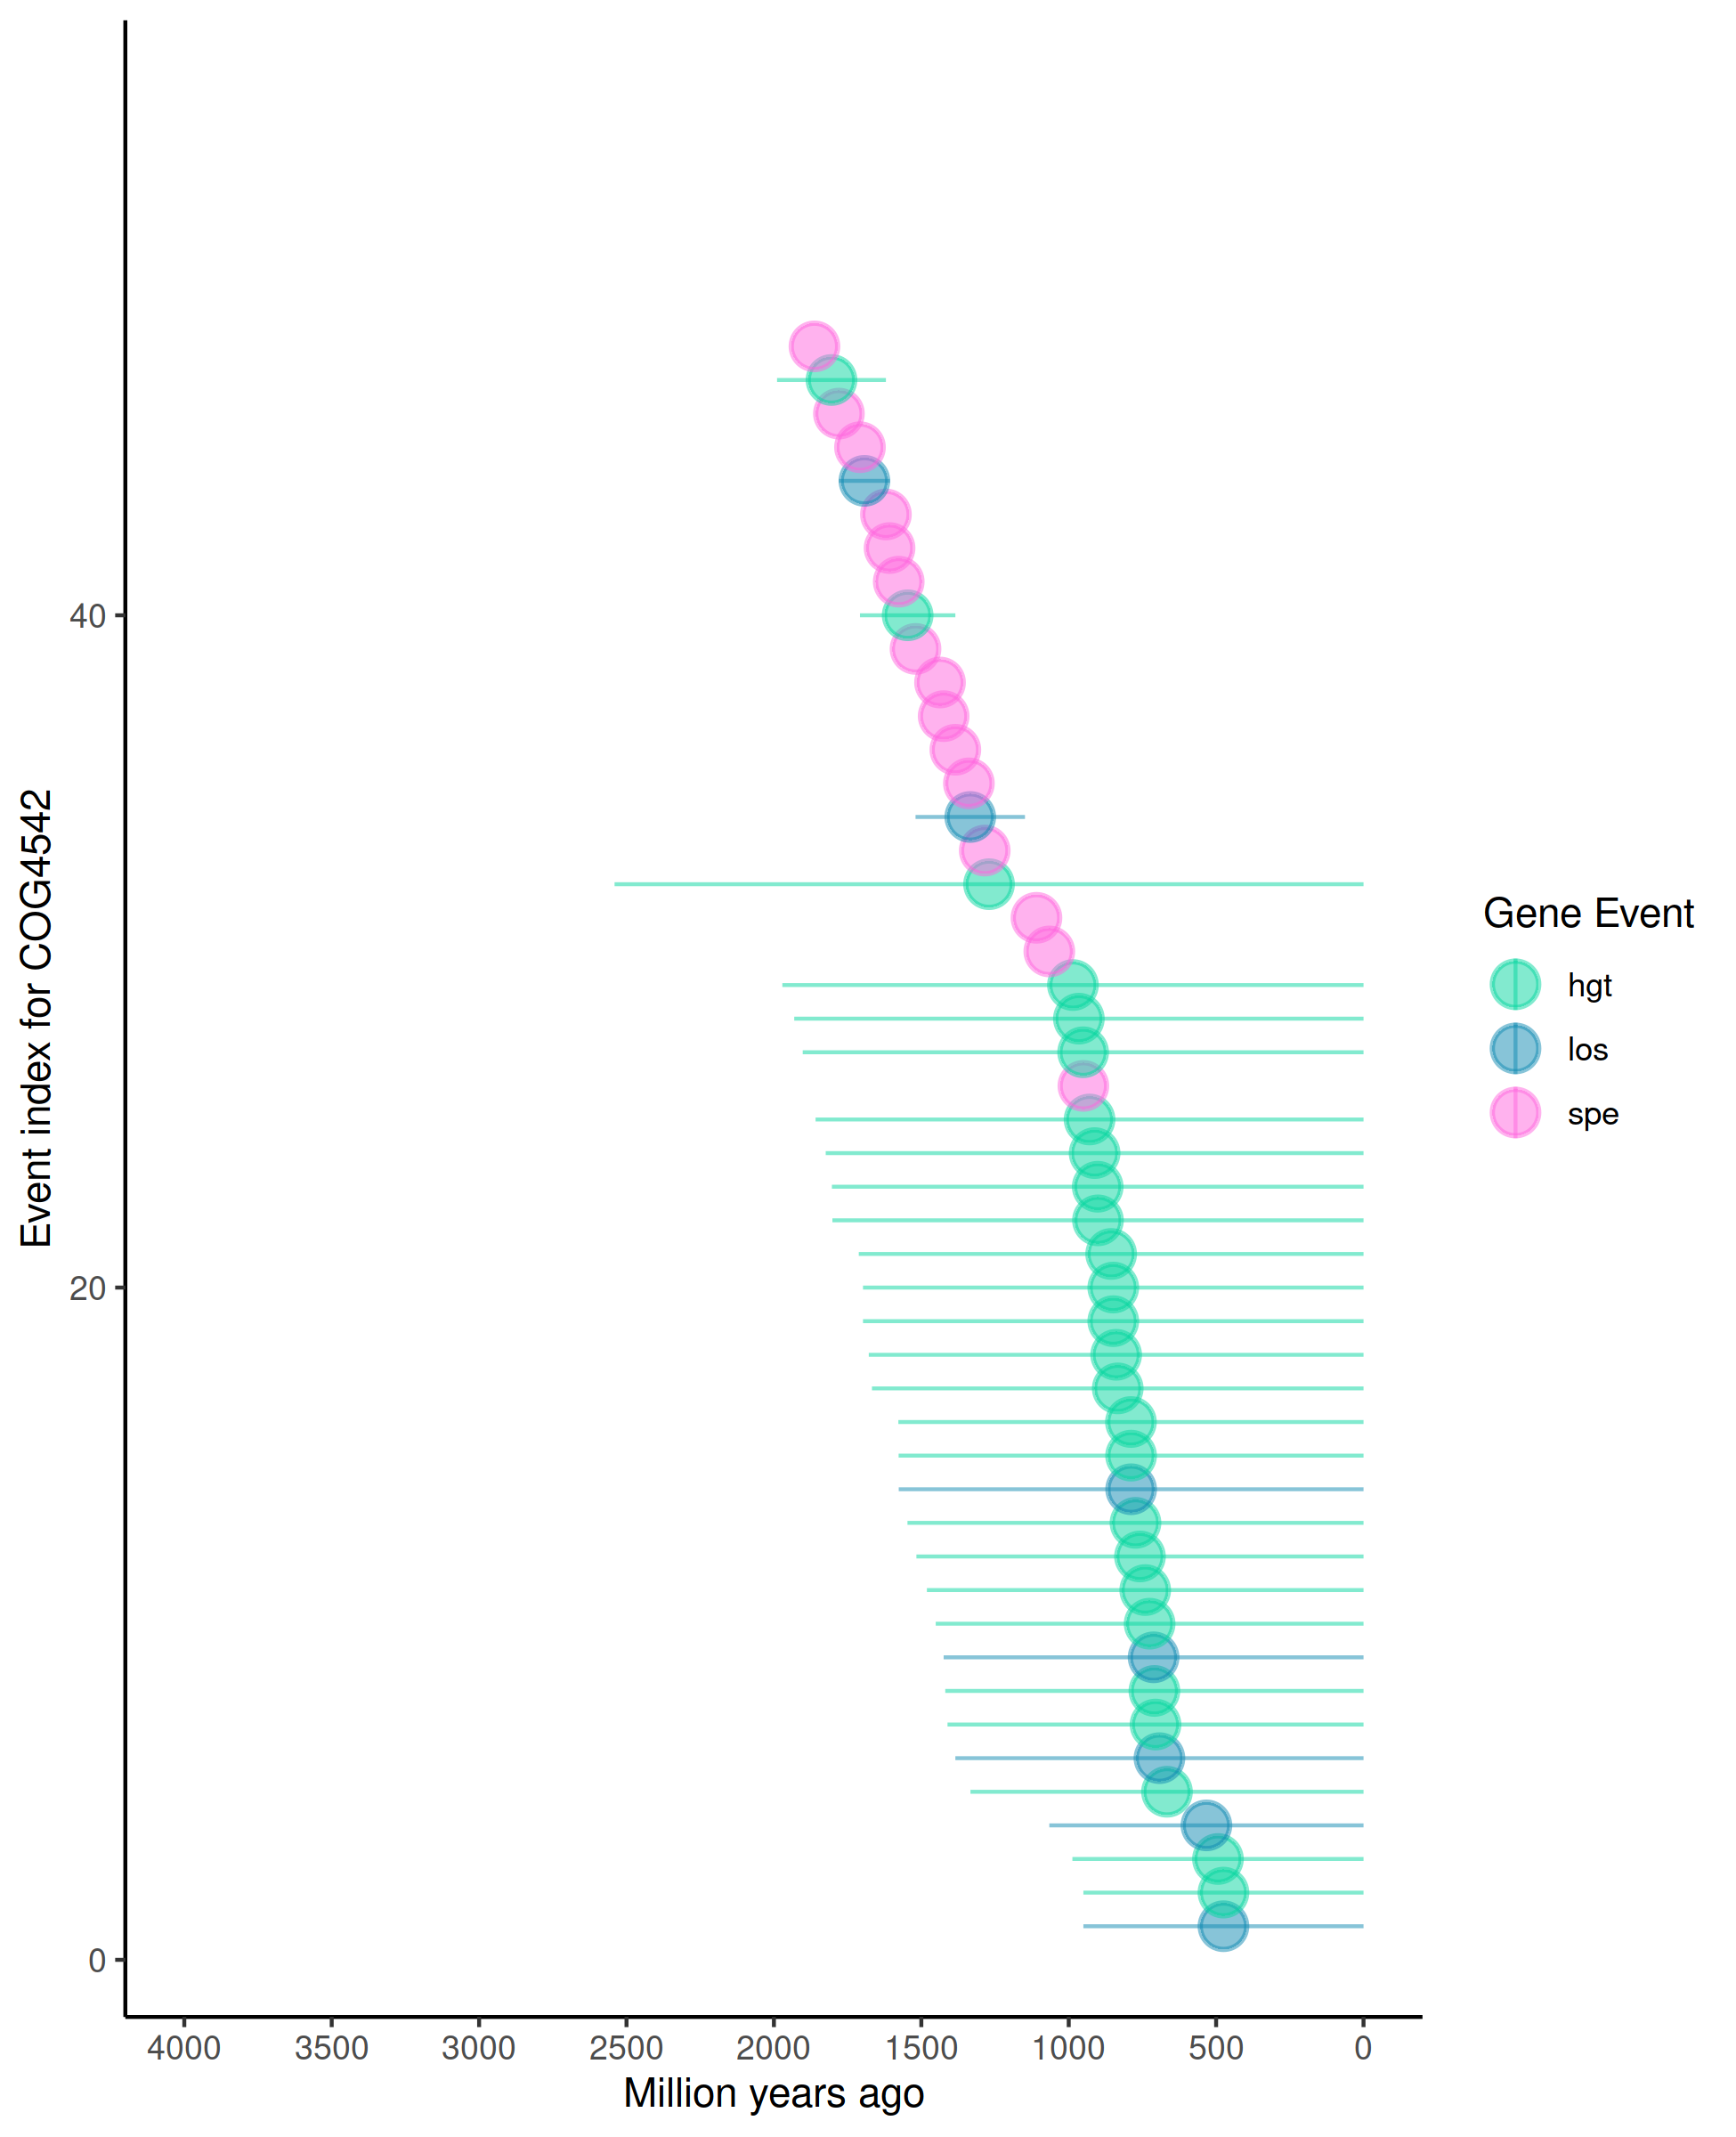 Event index for COG4542
40
20
0
4000 3500 3000 2500 2000 1500 1000 500 0
Million years ago
Gene Event
hgt
los
spe